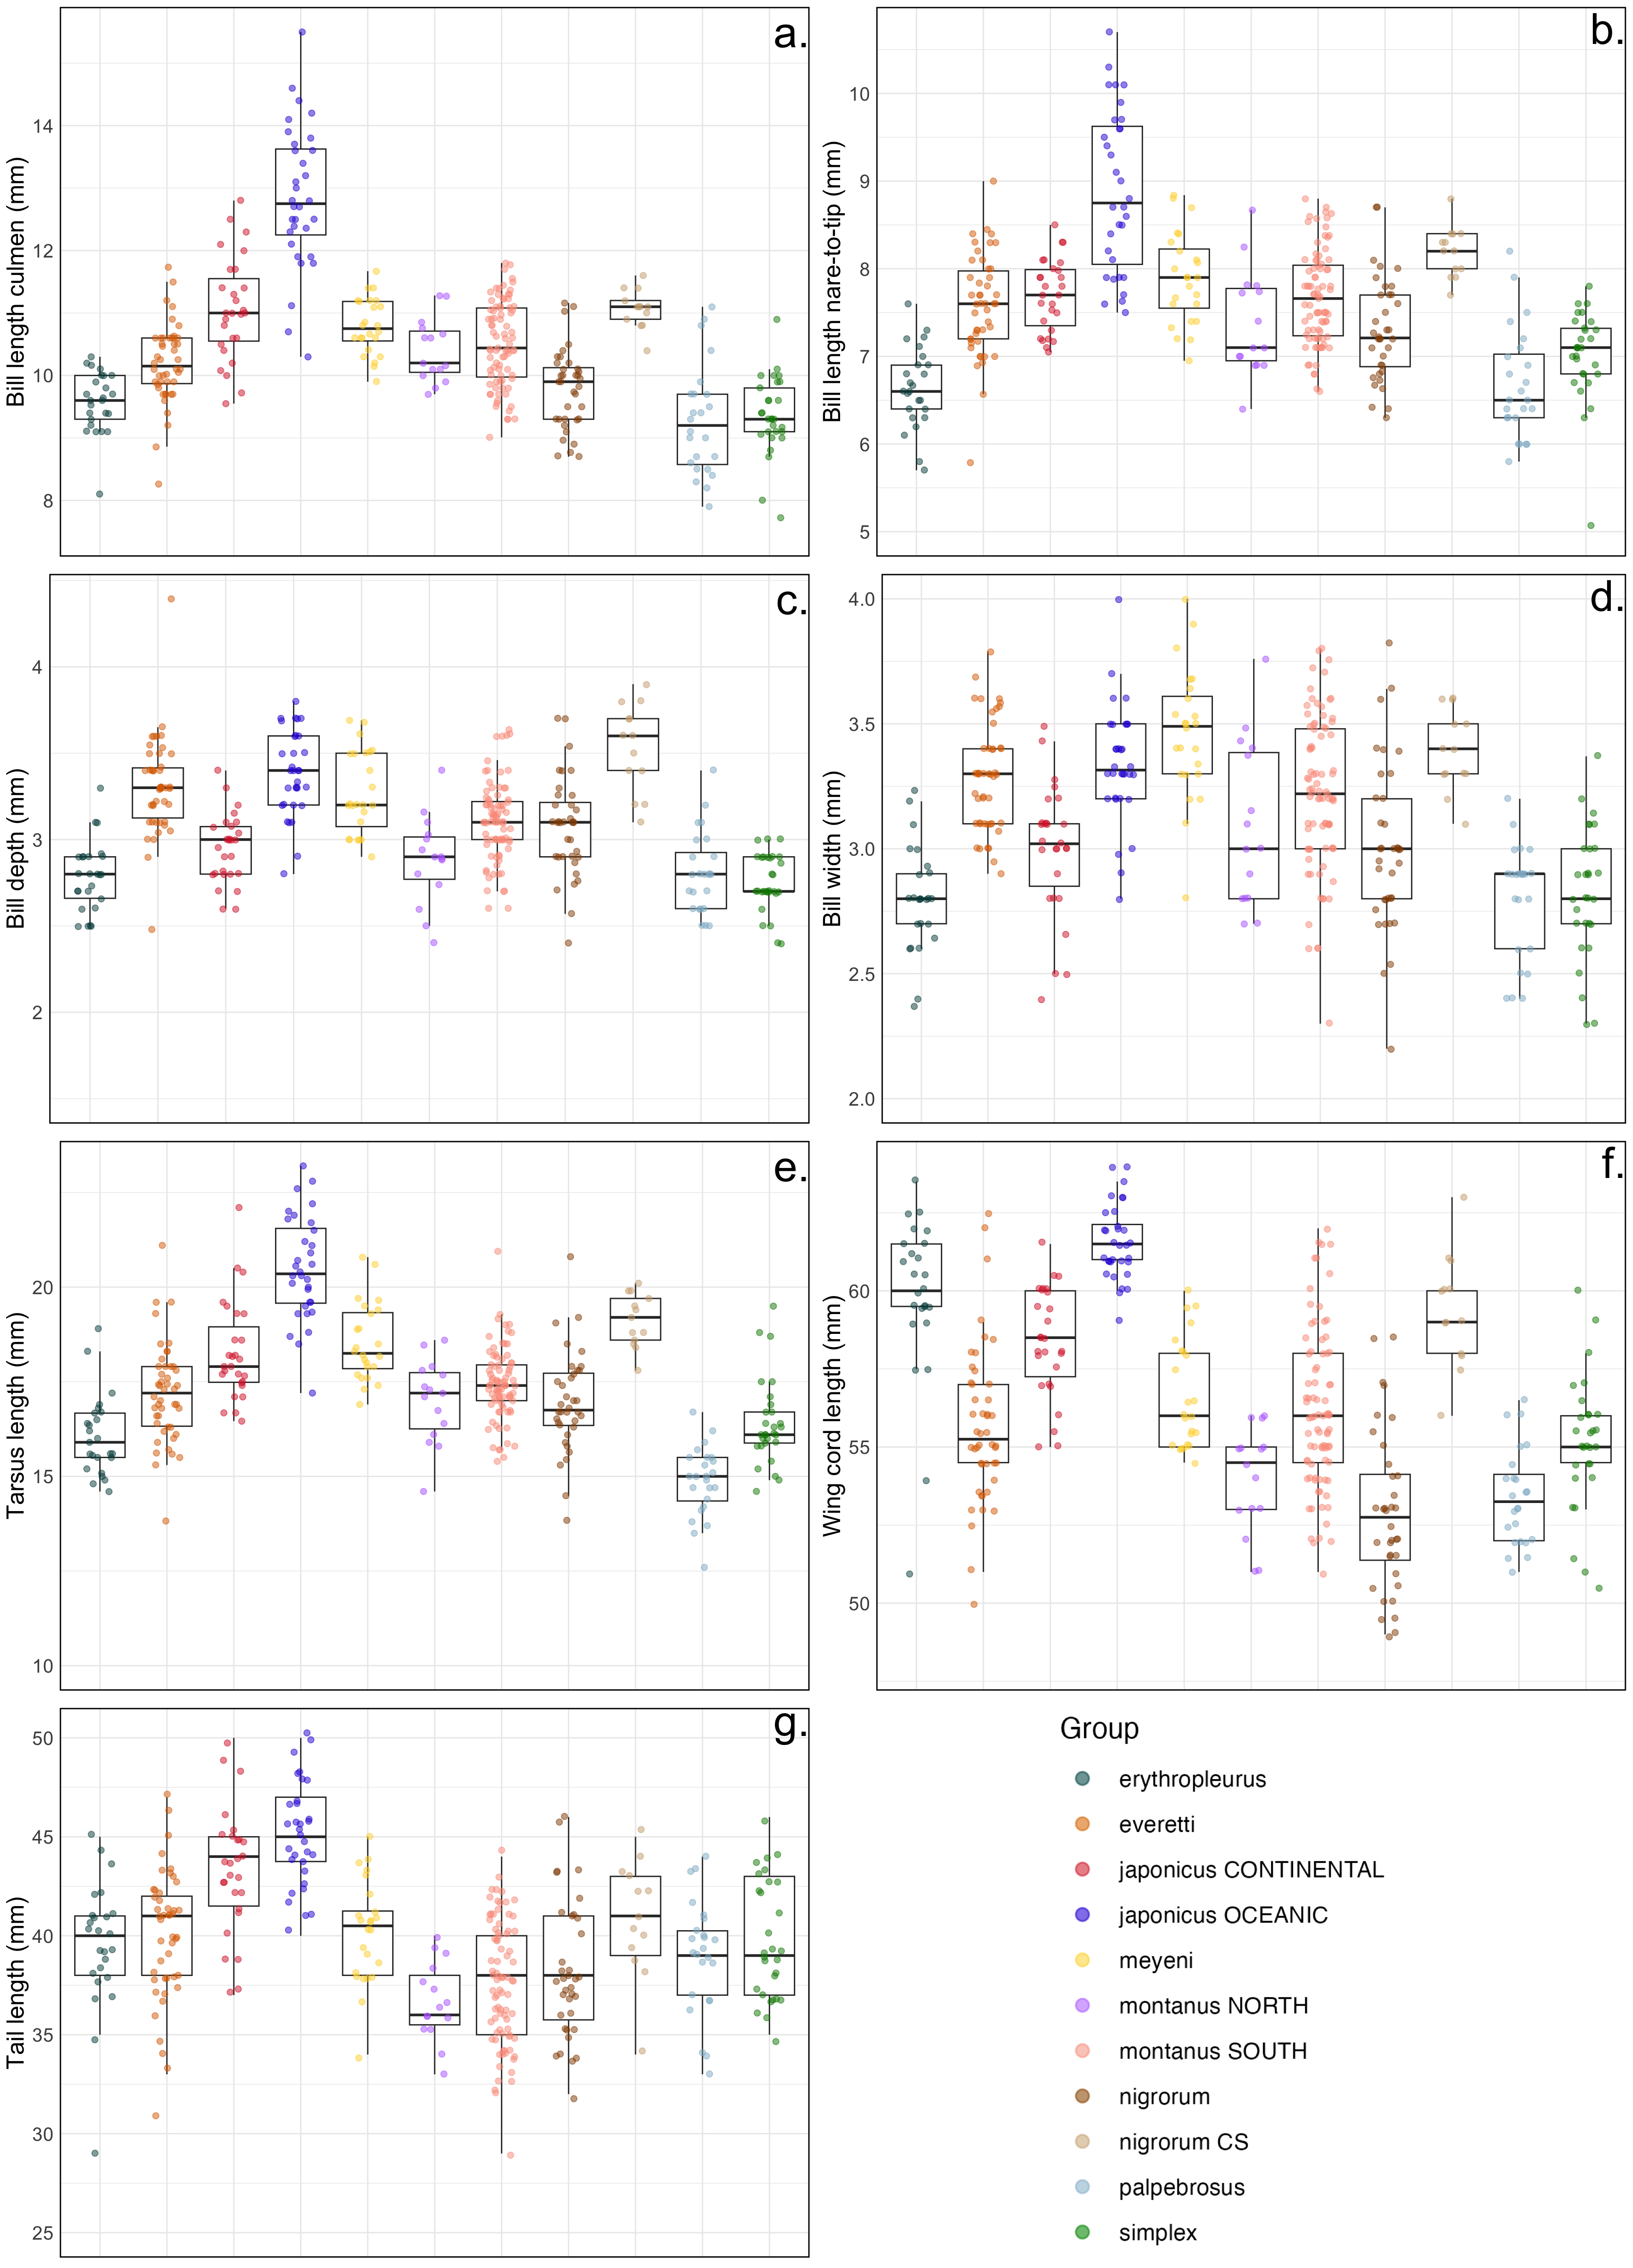 a.
Bill length culmen (mm)
14
12
10
8
b.
Bill length nare-to-tip (mm)
10
9
8
7
6
5
c.
Bill depth (mm)
4
3
2
d.
Bill width (mm)
4.0
3.5
3.0
2.5
2.0
e.
Tarsus length (mm)
20
15
10
f.
Wing cord length (mm)
60
55
50
g.
Tail length (mm)
50
45
40
35
30
25
Group
erythropleurus
everetti
japonicus CONTINENTAL
japonicus OCEANIC
meyeni
montanus NORTH
montanus SOUTH
nigrorum
nigrorum CS
palpebrosus
simplex